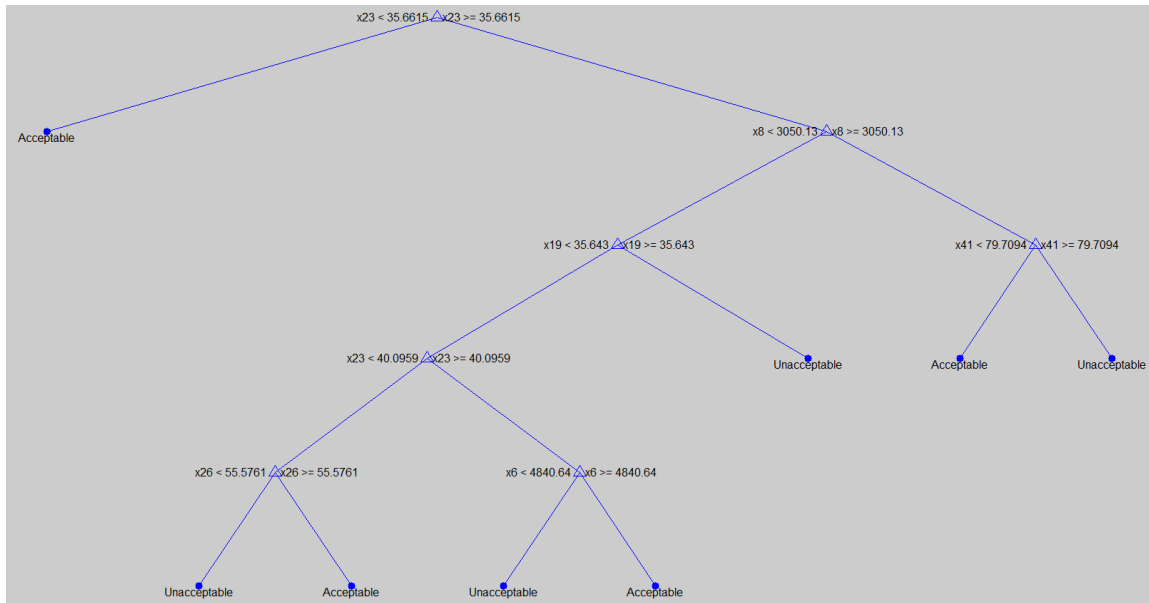 x23 < 35.6615 x23 >= 35.6615
Acceptable
x8 < 3050.13 x8 >= 3050.13
x19 < 35.643 x19 >= 35.643
x41 < 79.7094 x41 >= 79.7094
x23 < 40.0959 x23 >= 40.0959
Unacceptable
Acceptable
Unacceptable
x26 < 55.5761 x26 >= 55.5761
x6 < 4840.64 x6 >= 4840.64
Unacceptable
Acceptable
Unacceptable
Acceptable